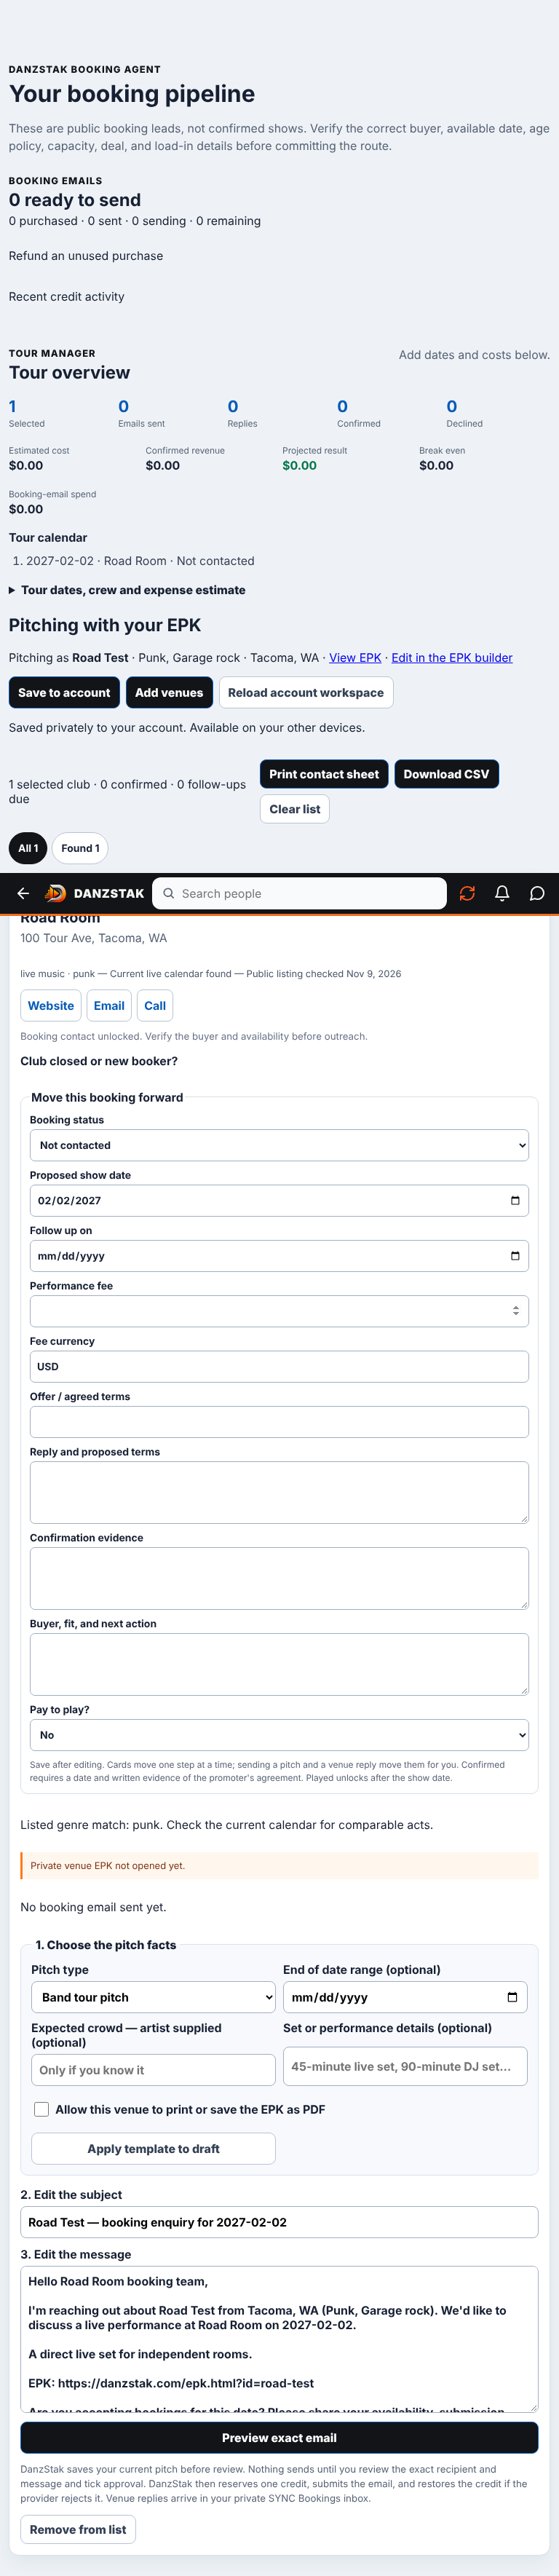 DANZSTAK BOOKING AGENT
Your booking pipeline
These are public booking leads, not confirmed shows. Verify the correct buyer, available date, age
policy, capacity, deal, and load-in details before committing the route.
BOOKING EMAILS
0 ready to send
0 purchased · 0 sent · 0 sending · 0 remaining
Refund an unused purchase
Recent credit activity
TOUR MANAGER
Tour overview
Add dates and costs below.
1 0 0 0 0
Selected Emails sent Replies Confirmed Declined
Estimated cost Confirmed revenue Projected result Break even
$0.00 $0.00 $0.00 $0.00
Booking-email spend
$0.00
Tour calendar
1. 2027-02-02 · Road Room · Not contacted
Tour dates, crew and expense estimate
Pitching with your EPK
Pitching as Road Test · Punk, Garage rock · Tacoma, WA · View EPK · Edit in the EPK builder
Save to account Add venues Reload account workspace
Saved privately to your account. Available on your other devices.
1 selected club · 0 confirmed · 0 follow-ups
due
Print contact sheet Download CSV
Clear list
All 1 Found 1
DANZSTAK Search people
Road Room
100 Tour Ave, Tacoma, WA
live music · punk — Current live calendar found — Public listing checked Nov 9, 2026
Website Email Call
Booking contact unlocked. Verify the buyer and availability before outreach.
Club closed or new booker?
Move this booking forward
Booking status
Not contacted
Proposed show date
02/02/2027
Follow up on
mm/dd/yyyy
Performance fee
Fee currency
USD
Offer / agreed terms
Reply and proposed terms
Confirmation evidence
Buyer, fit, and next action
Pay to play?
No
Save after editing. Cards move one step at a time; sending a pitch and a venue reply move them for you. Confirmed
requires a date and written evidence of the promoter's agreement. Played unlocks after the show date.
Listed genre match: punk. Check the current calendar for comparable acts.
Private venue EPK not opened yet.
No booking email sent yet.
1. Choose the pitch facts
Pitch type
Band tour pitch
End of date range (optional)
mm/dd/yyyy
Expected crowd — artist supplied
(optional)
Only if you know it
Set or performance details (optional)
45-minute live set, 90-minute DJ set...
Allow this venue to print or save the EPK as PDF
Apply template to draft
2. Edit the subject
Road Test — booking enquiry for 2027-02-02
3. Edit the message
Hello Road Room booking team,
I'm reaching out about Road Test from Tacoma, WA (Punk, Garage rock). We'd like to
discuss a live performance at Road Room on 2027-02-02.
A direct live set for independent rooms.
EPK: https://danzstak.com/epk.html?id=road-test
Are you accepting bookings for this date? Please share your availability, submission
Preview exact email
DanzStak saves your current pitch before review. Nothing sends until you review the exact recipient and
message and tick approval. DanzStak then reserves one credit, submits the email, and restores the credit if the
provider rejects it. Venue replies arrive in your private SYNC Bookings inbox.
Remove from list